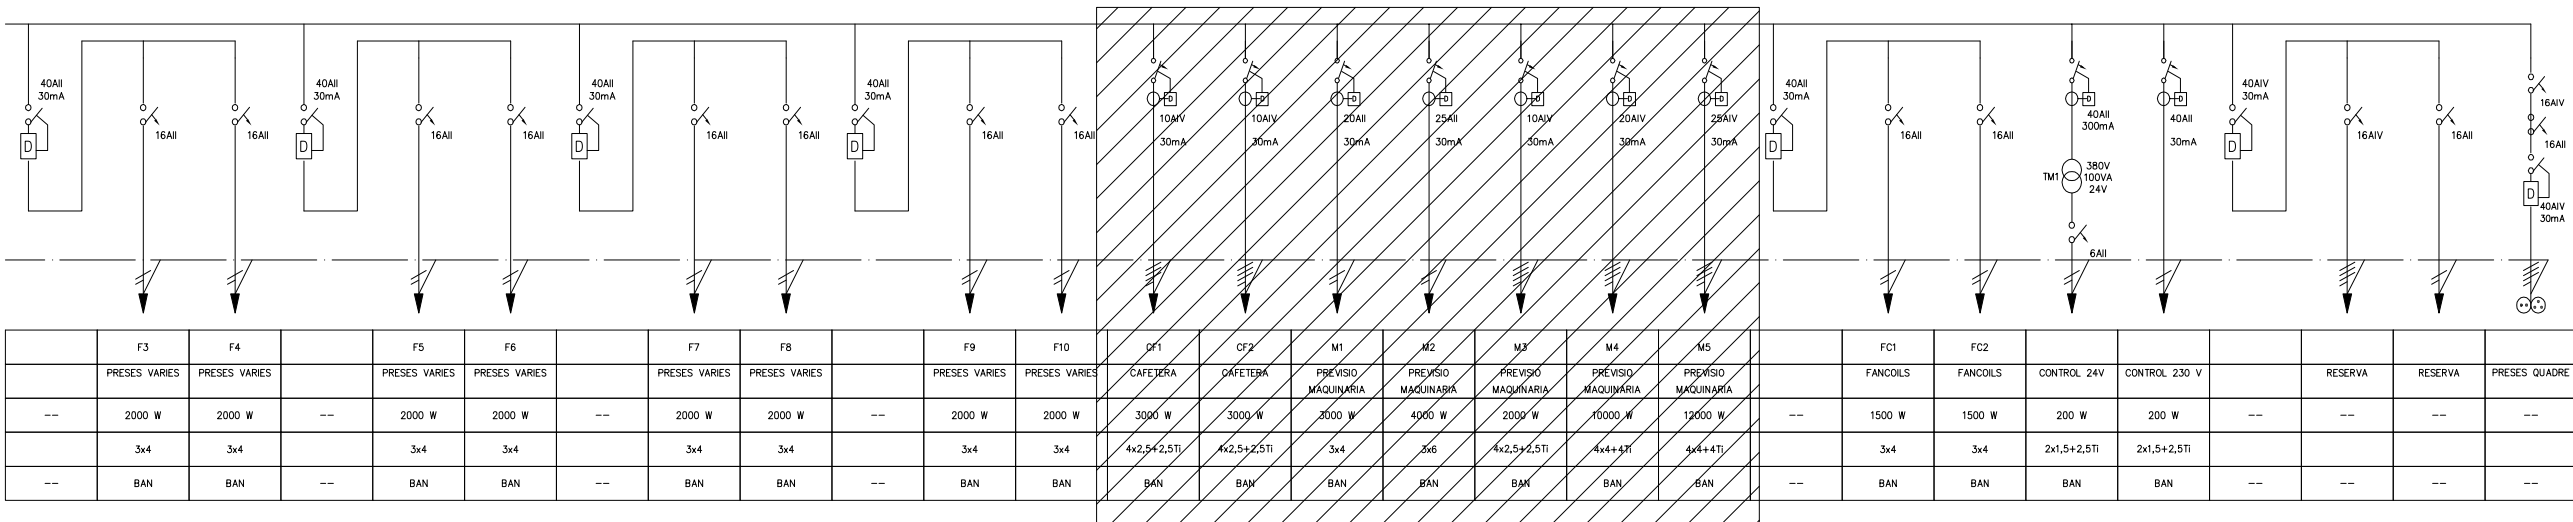 40AII
30mA
D
16AII
16AII
40AII
30mA
D
16AII
16AII
40AII
30mA
D
16AII
16AII
40AII
30mA
D
16AII
16AII
D
10AIV
30mA
D
10AIV
30mA
D
20AII
30mA
D
25AII
30mA
D
10AIV
30mA
D
20AIV
30mA
D
25AIV
30mA
40AII
30mA
D
16AII
16AII
D
40AII
300mA
TM1
380V
100VA
24V
6AII
D
40AII
30mA
40AIV
30mA
D
16AIV
16AII
16AIV
16AII
D
40AIV
30mA
F3 F4 F5 F6 F7 F8 F9 F10 CF1 CF2 M1 M2 M3 M4 M5 FC1 FC2
PRESES VARIES PRESES VARIES PRESES VARIES PRESES VARIES PRESES VARIES PRESES VARIES PRESES VARIES PRESES VARIES CAFETERA CAFETERA PREVISIO PREVISIO PREVISIO PREVISIO PREVISIO FANCOILS FANCOILS CONTROL 24V CONTROL 230 V RESERVA RESERVA PRESES QUADRE
MAQUINARIA MAQUINARIA MAQUINARIA MAQUINARIA MAQUINARIA
-- 2000 W 2000 W -- 2000 W 2000 W -- 2000 W 2000 W -- 2000 W 2000 W 3000 W 3000 W 3000 W 4000 W 2000 W 10000 W 12000 W -- 1500 W 1500 W 200 W 200 W -- -- -- --
3x4 3x4 3x4 3x4 3x4 3x4 3x4 3x4 4x2,5+2,5Ti 4x2,5+2,5Ti 3x4 3x6 4x2,5+2,5Ti 4x4+4Ti 4x4+4Ti 3x4 3x4 2x1,5+2,5Ti 2x1,5+2,5Ti
-- BAN BAN -- BAN BAN -- BAN BAN -- BAN BAN BAN BAN BAN BAN BAN BAN BAN -- BAN BAN BAN BAN -- -- -- --